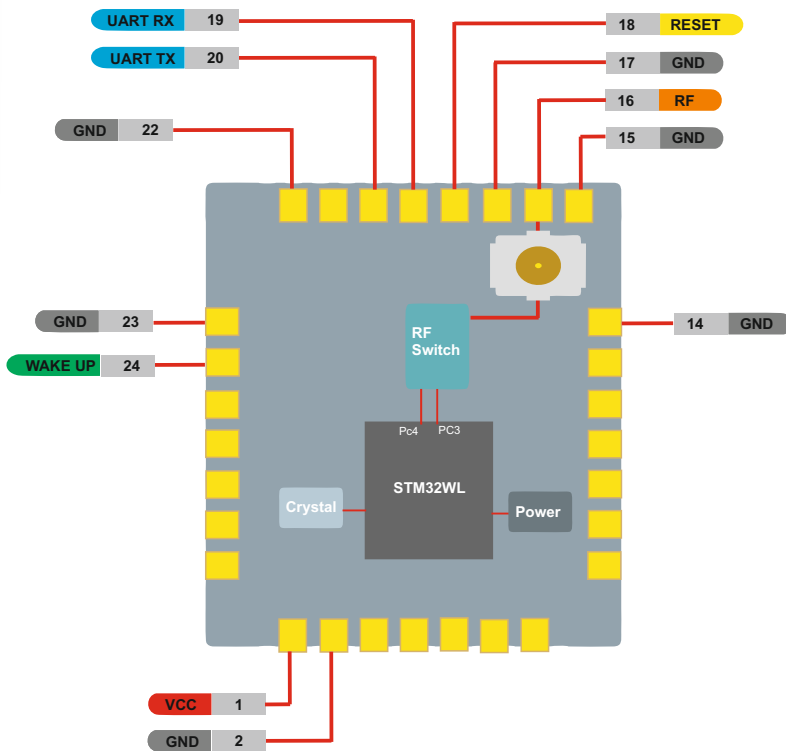 UART RX 19
18 RESET
UART TX 20
17 GND
16 RF
GND 22
15 GND
GND 23
14 GND
WAKE UP 24
RF
Switch
Pc4 PC3
STM32WL
Crystal
Power
VCC 1
GND 2